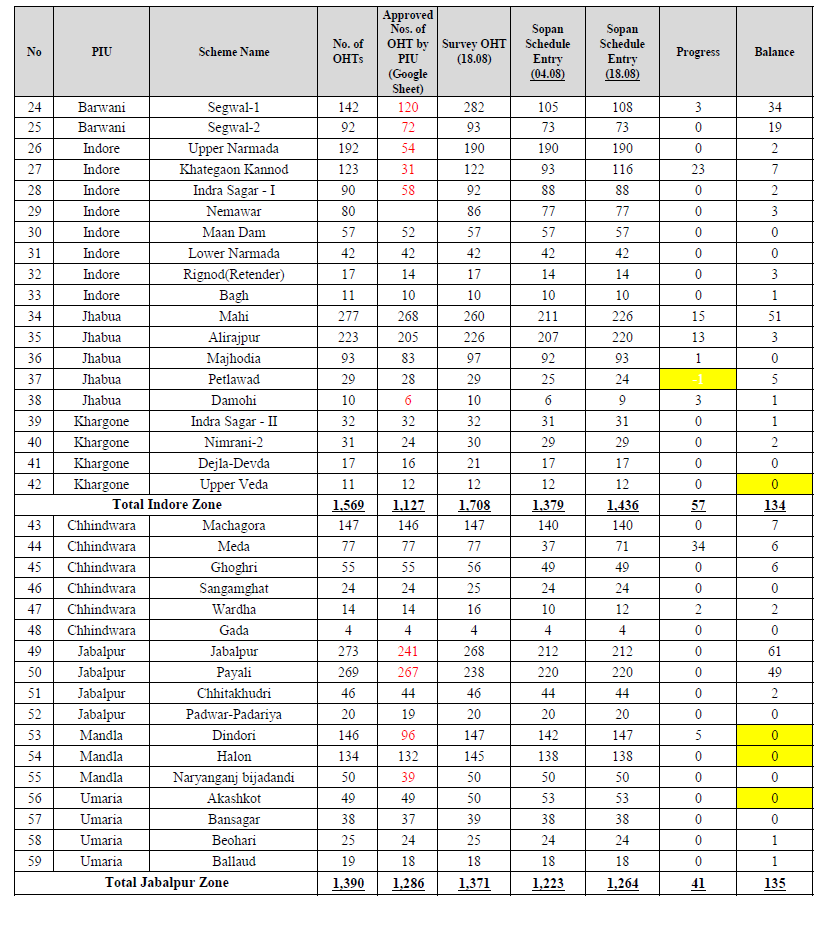 No PIU Scheme Name No. of OHTs Approved Nos. of OHT by PIU (Google Sheet) Survey OHT (18.08) Sopan Schedule Entry (04.08) Sopan Schedule Entry (18.08) Progress Balance
24 Barwani Segwal-1 142 120 282 105 108 3 34
25 Barwani Segwal-2 92 72 93 73 73 0 19
26 Indore Upper Narmada 192 54 190 190 190 0 2
27 Indore Khategaon Kannod 123 31 122 93 116 23 7
28 Indore Indra Sagar - I 90 58 92 88 88 0 2
29 Indore Nemawar 80 86 77 77 0 3
30 Indore Maan Dam 57 52 57 57 57 0 0
31 Indore Lower Narmada 42 42 42 42 42 0 0
32 Indore Rignod(Retender) 17 14 17 14 14 0 3
33 Indore Bagh 11 10 10 10 10 0 1
34 Jhabua Mahi 277 268 260 211 226 15 51
35 Jhabua Alirajpur 223 205 226 207 220 13 3
36 Jhabua Majhodia 93 83 97 92 93 1 0
37 Jhabua Petlawad 29 28 29 25 24 -1 5
38 Jhabua Damohi 10 6 10 6 9 3 1
39 Khargone Indra Sagar - II 32 32 32 31 31 0 1
40 Khargone Nimrani-2 31 24 30 29 29 0 2
41 Khargone Dejla-Devda 17 16 21 17 17 0 0
42 Khargone Upper Veda 11 12 12 12 12 0 0
Total Indore Zone 1,569 1,127 1,708 1,379 1,436 57 134
43 Chhindwara Machagora 147 146 147 140 140 0 7
44 Chhindwara Meda 77 77 77 37 71 34 6
45 Chhindwara Ghoghri 55 55 56 49 49 0 6
46 Chhindwara Sangamghat 24 24 25 24 24 0 0
47 Chhindwara Wardha 14 14 16 10 12 2 2
48 Chhindwara Gada 4 4 4 4 4 0 0
49 Jabalpur Jabalpur 273 241 268 212 212 0 61
50 Jabalpur Payali 269 267 238 220 220 0 49
51 Jabalpur Chhitakhudri 46 44 46 44 44 0 2
52 Jabalpur Padwar-Padariya 20 19 20 20 20 0 0
53 Mandla Dindori 146 96 147 142 147 5 0
54 Mandla Halon 134 132 145 138 138 0 0
55 Mandla Naryanganj bijadandi 50 39 50 50 50 0 0
56 Umaria Akashkot 49 49 50 53 53 0 0
57 Umaria Bansagar 38 37 39 38 38 0 0
58 Umaria Beohari 25 24 25 24 24 0 1
59 Umaria Ballaud 19 18 18 18 18 0 1
Total Jabalpur Zone 1,390 1,286 1,371 1,223 1,264 41 135